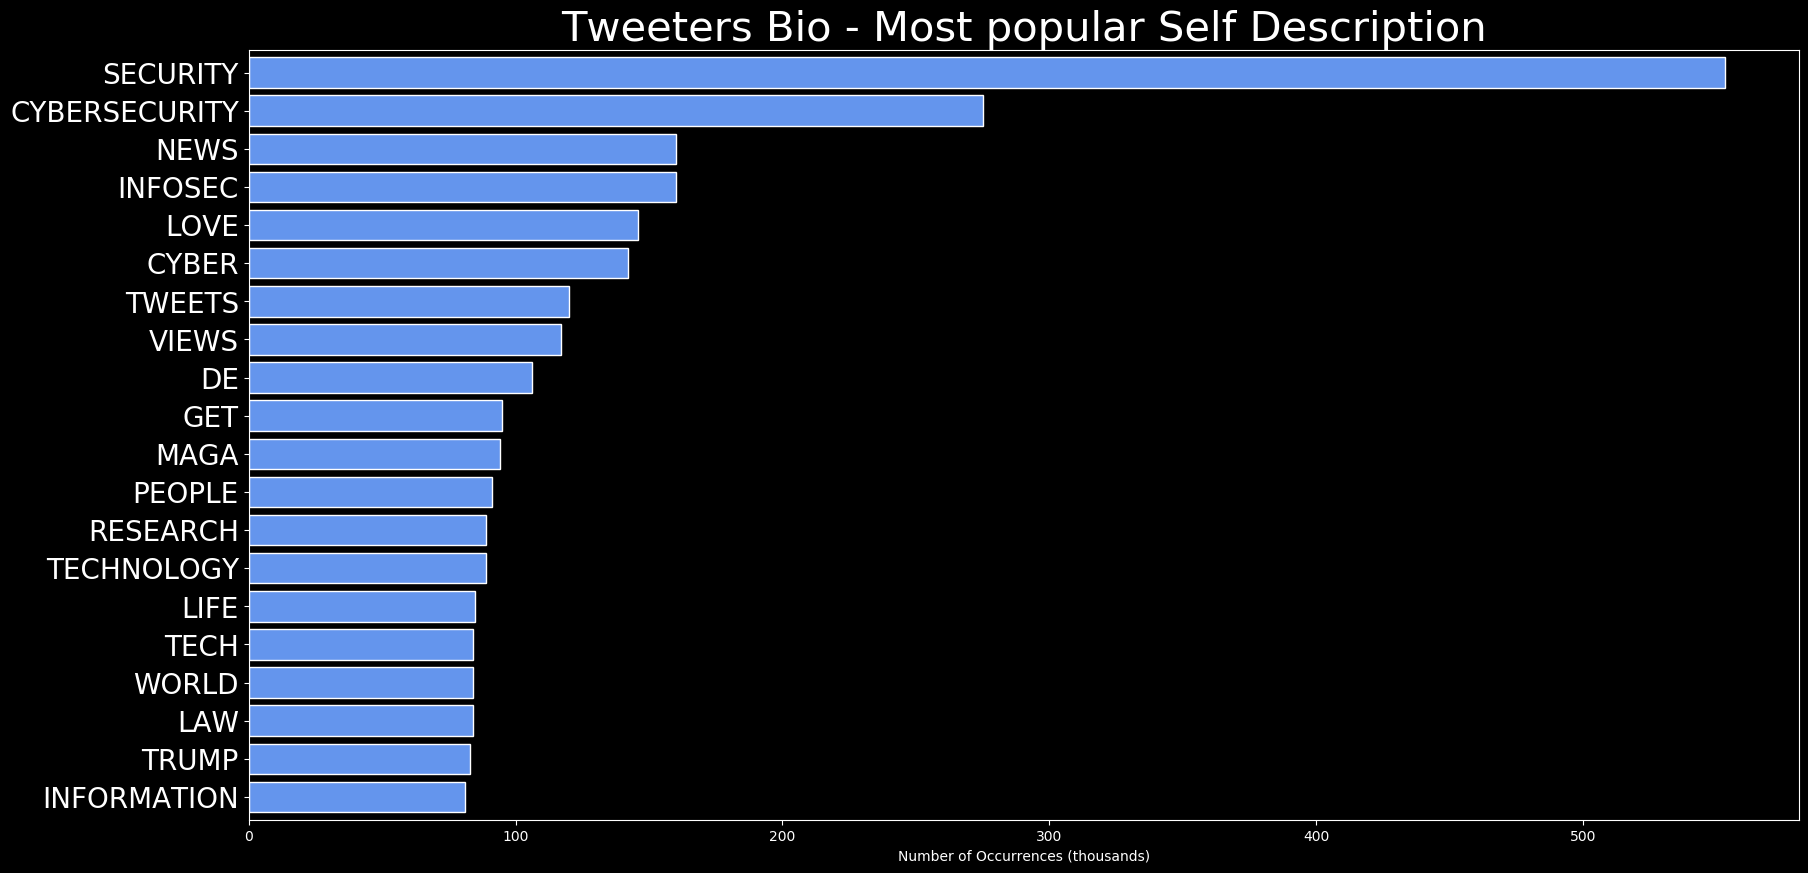 Tweeters Bio - Most popular Self Description
SECURITY
CYBERSECURITY
NEWS
INFOSEC
LOVE
CYBER
TWEETS
VIEWS
DE
GET
MAGA
PEOPLE
RESEARCH
TECHNOLOGY
LIFE
TECH
WORLD
LAW
TRUMP
INFORMATION
0 100 200 300 400 500
Number of Occurrences (thousands)